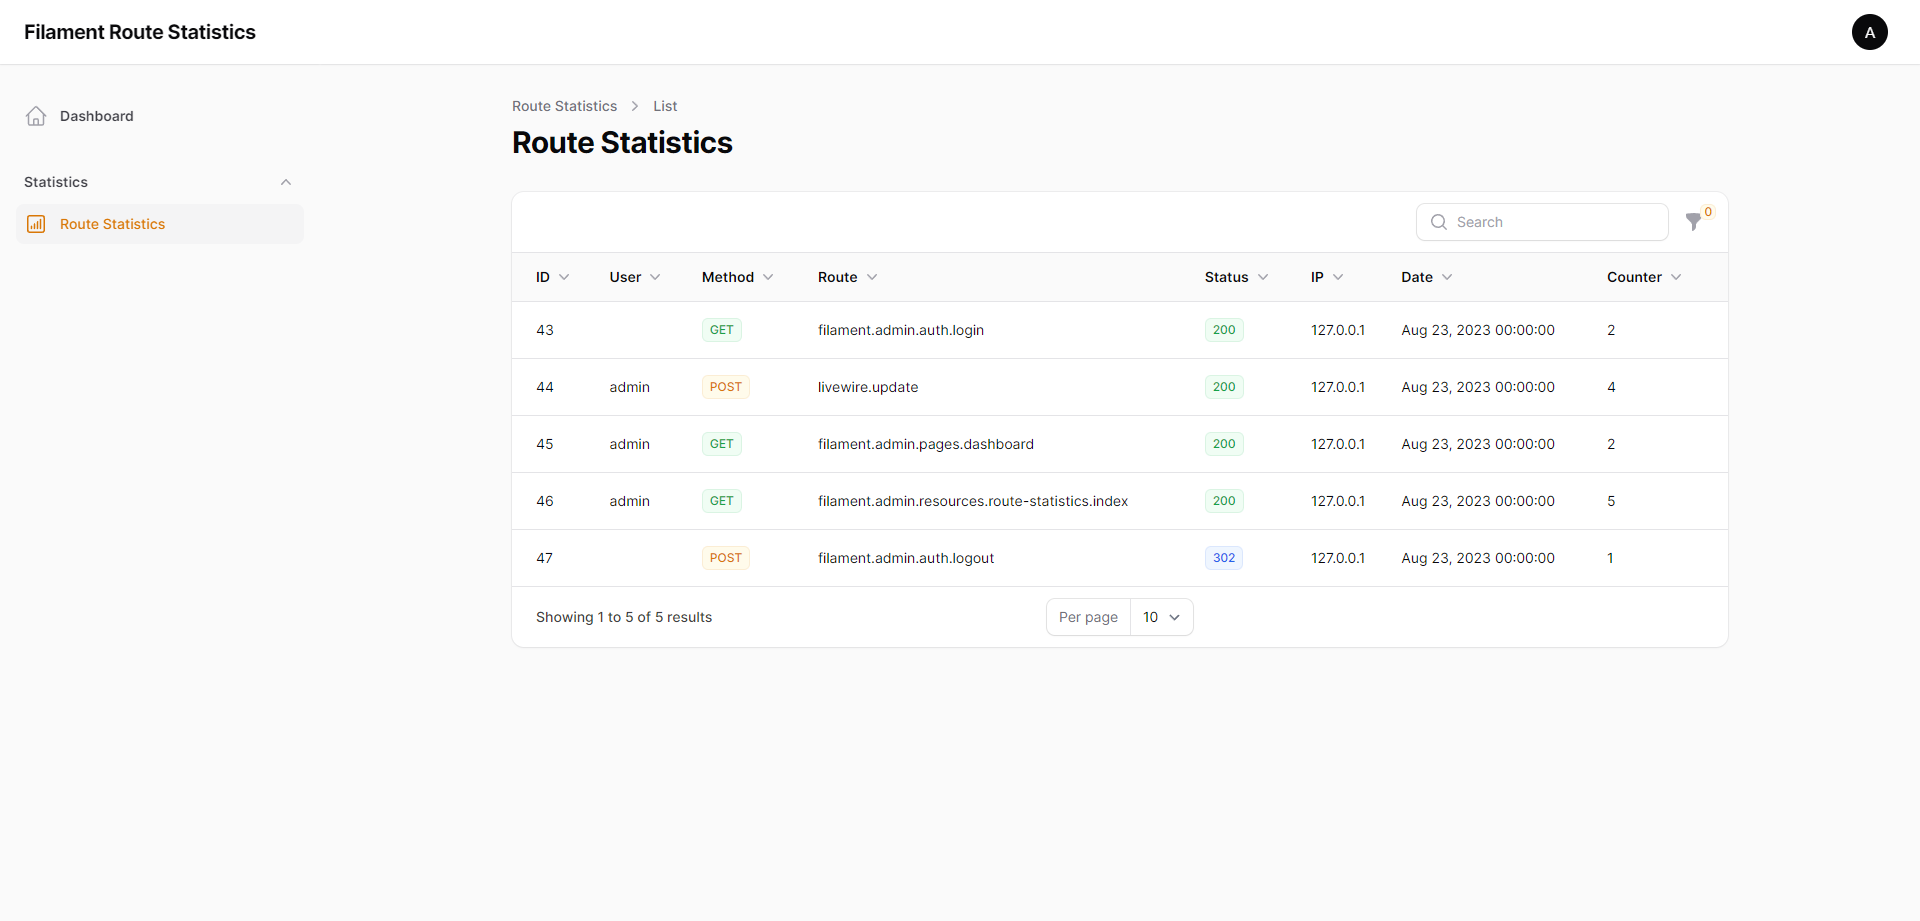 Filament Route Statistics
A
Dashboard
Statistics
Route Statistics
Route Statistics List
Route Statistics
Search 0
ID User Method Route Status IP Date Counter
43 GET filament.admin.auth.login 200 127.0.0.1 Aug 23, 2023 00:00:00 2
44 admin POST livewire.update 200 127.0.0.1 Aug 23, 2023 00:00:00 4
45 admin GET filament.admin.pages.dashboard 200 127.0.0.1 Aug 23, 2023 00:00:00 2
46 admin GET filament.admin.resources.route-statistics.index 200 127.0.0.1 Aug 23, 2023 00:00:00 5
47 POST filament.admin.auth.logout 302 127.0.0.1 Aug 23, 2023 00:00:00 1
Showing 1 to 5 of 5 results Per page 10